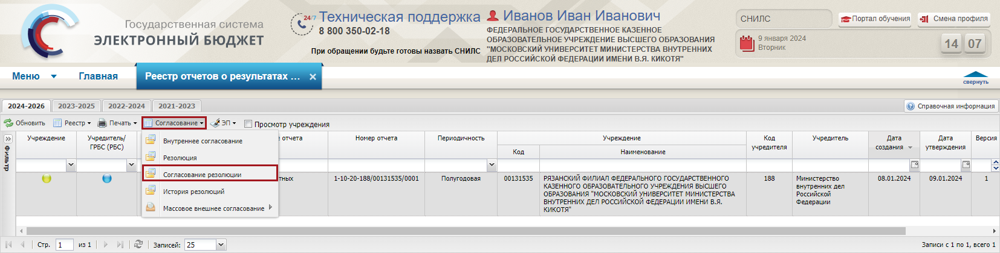 Государственная система
ЭЛЕКТРОННЫЙ БЮДЖЕТ
24/7
Техническая поддержка
8 800 350-02-18
При обращении будьте готовы назвать СНИЛС
Иванов Иван Иванович
ФЕДЕРАЛЬНОЕ ГОСУДАРСТВЕННОЕ КАЗЕННОЕ
ОБРАЗОВАТЕЛЬНОЕ УЧРЕЖДЕНИЕ ВЫСШЕГО ОБРАЗОВАНИЯ
"МОСКОВСКИЙ УНИВЕРСИТЕТ МИНИСТЕРСТВА ВНУТРЕННИХ
ДЕЛ РОССИЙСКОЙ ФЕДЕРАЦИИ ИМЕНИ В.Я. КИКОТЯ"
СНИЛС
Портал обучения
Смена профиля
9 января 2024
Вторник
14 07
Меню
Главная
Реестр отчетов о результатах ...
свернуть
2024-2026
2023-2025
2022-2024
2021-2023
Справочная информация
Обновить
Реестр
Печать
Согласование
ЭП
Просмотр учреждения
Фильтр
Учреждение
Учредитель/
ГРБС (РБС)
е отчета
Номер отчета
Периодичность
Учреждение
Код
Наименование
Код
учредителя
Учредитель
Дата
создания
Дата
утверждения
Версия
Внутреннее согласование
Резолюция
Согласование резолюции
История резолюций
Массовое внешнее согласование
тных
1-10-20-188/00131535/0001
Полугодовая
00131535
РЯЗАНСКИЙ ФИЛИАЛ ФЕДЕРАЛЬНОГО ГОСУДАРСТВЕННОГО
КАЗЕННОГО ОБРАЗОВАТЕЛЬНОГО УЧРЕЖДЕНИЯ ВЫСШЕГО
ОБРАЗОВАНИЯ "МОСКОВСКИЙ УНИВЕРСИТЕТ МИНИСТЕРСТВА
ВНУТРЕННИХ ДЕЛ РОССИЙСКОЙ ФЕДЕРАЦИИ ИМЕНИ В.Я.
КИКОТЯ"
188
Министерство
внутренних дел
Российской
Федерации
08.01.2024
09.01.2024
1
Стр.
1
из 1
Записей:
25
Записи с 1 по 1, всего 1